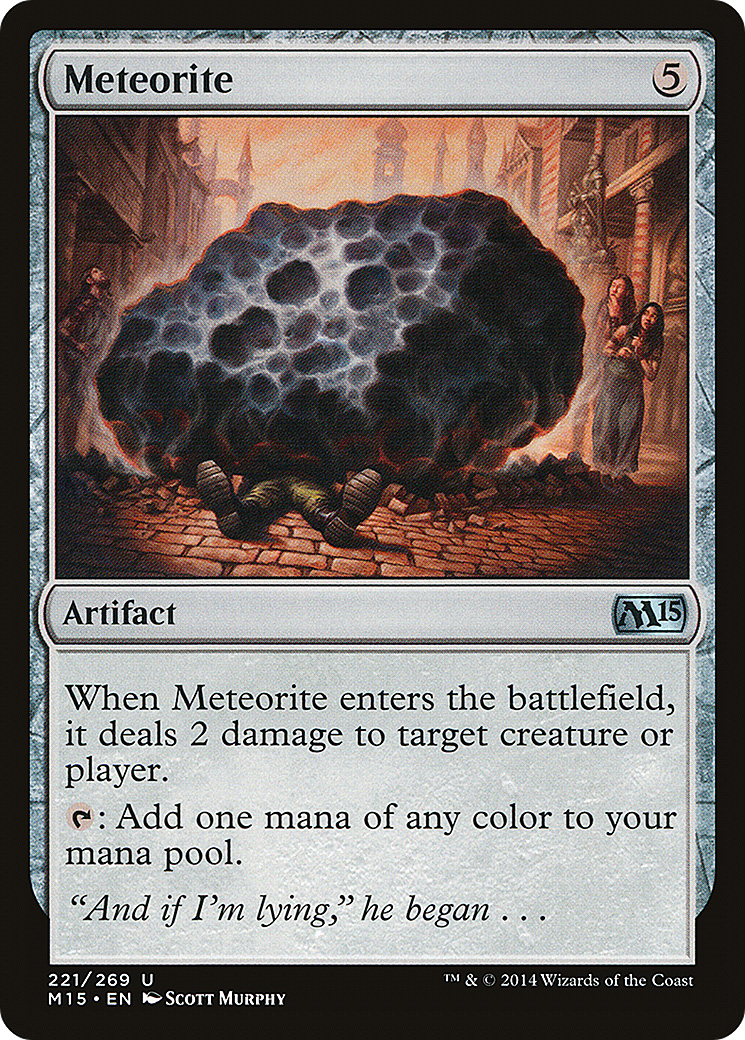 Meteorite 5
Artifact M15
When Meteorite enters the battlefield,
it deals 2 damage to target creature or
player.
: Add one mana of any color to your
mana pool.
“And if I’m lying,” he began . . .
221/269 U ™ & © 2014 Wizards of the Coast
M15 • EN Scott Murphy